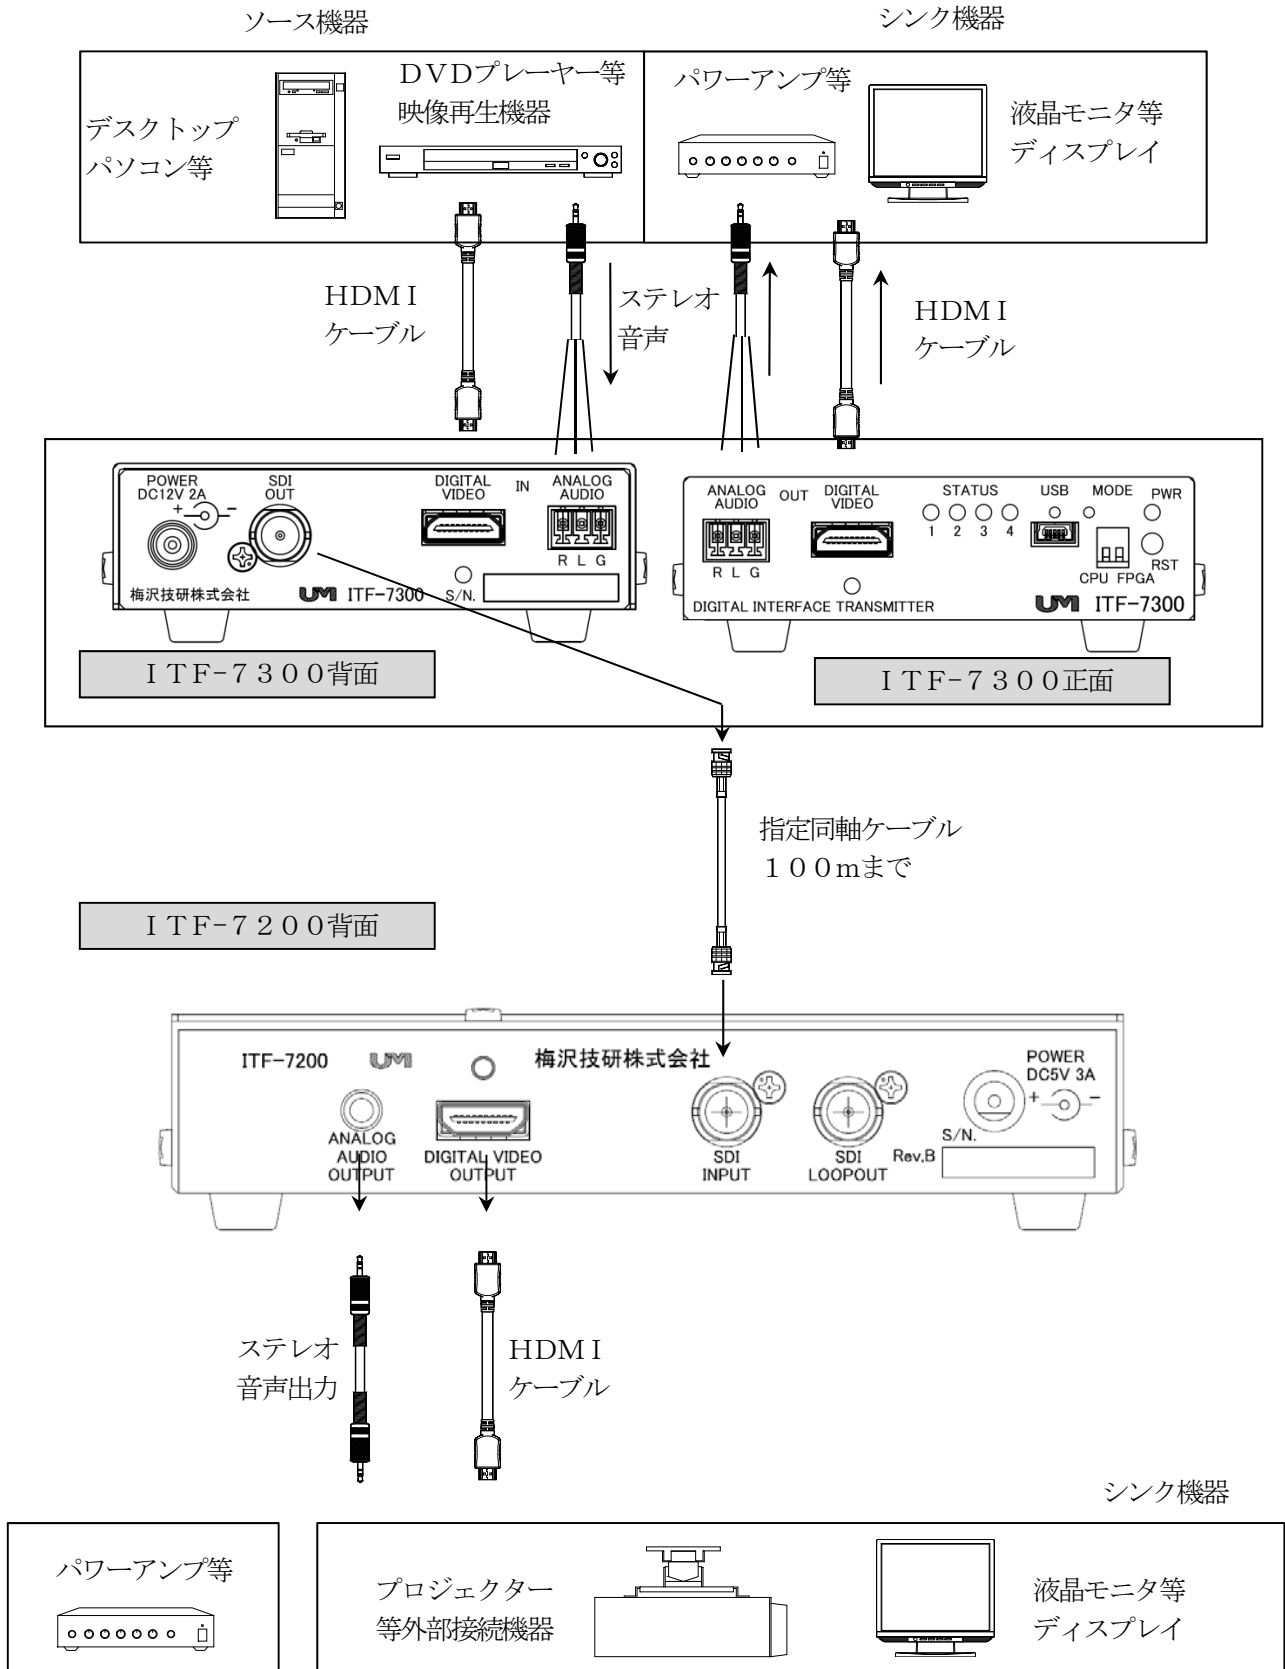 ソース機器
シンク機器
DVDプレーヤー等
映像再生機器
デスクトップ
パソコン等
パワーアンプ等
液晶モニタ等
ディスプレイ
HDMI
ケーブル
ステレオ
音声
HDMI
ケーブル
POWER
DC12V 2A
+ -
SDI
OUT
DIGITAL
VIDEO
IN
ANALOG
AUDIO
R L G
S/N.
梅沢技研株式会社
UMI ITF-7300
ANALOG
AUDIO
OUT
DIGITAL
VIDEO
STATUS
1 2 3 4
USB
MODE
PWR
RST
CPU FPGA
R L G
DIGITAL INTERFACE TRANSMITTER
UMI ITF-7300
ITF-7300背面
ITF-7300正面
指定同軸ケーブル
100mまで
ITF-7200背面
ITF-7200
UMI
梅沢技研株式会社
POWER
DC5V 3A
+ -
ANALOG
AUDIO
OUTPUT
DIGITAL VIDEO
OUTPUT
SDI
INPUT
SDI
LOOPOUT
Rev.B
S/N.
ステレオ
音声出力
HDMI
ケーブル
シンク機器
パワーアンプ等
プロジェクター
等外部接続機器
液晶モニタ等
ディスプレイ